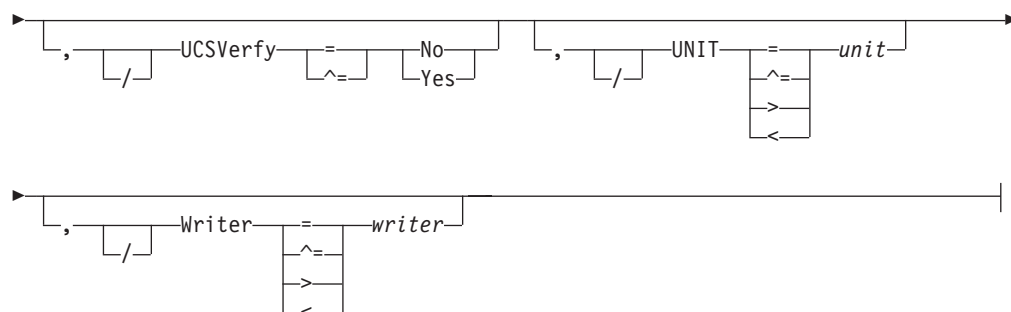 , / UCSVerfy = No , / UNIT = unit
^= Yes ^=
>
<
, / Writer = writer
^=
>
<